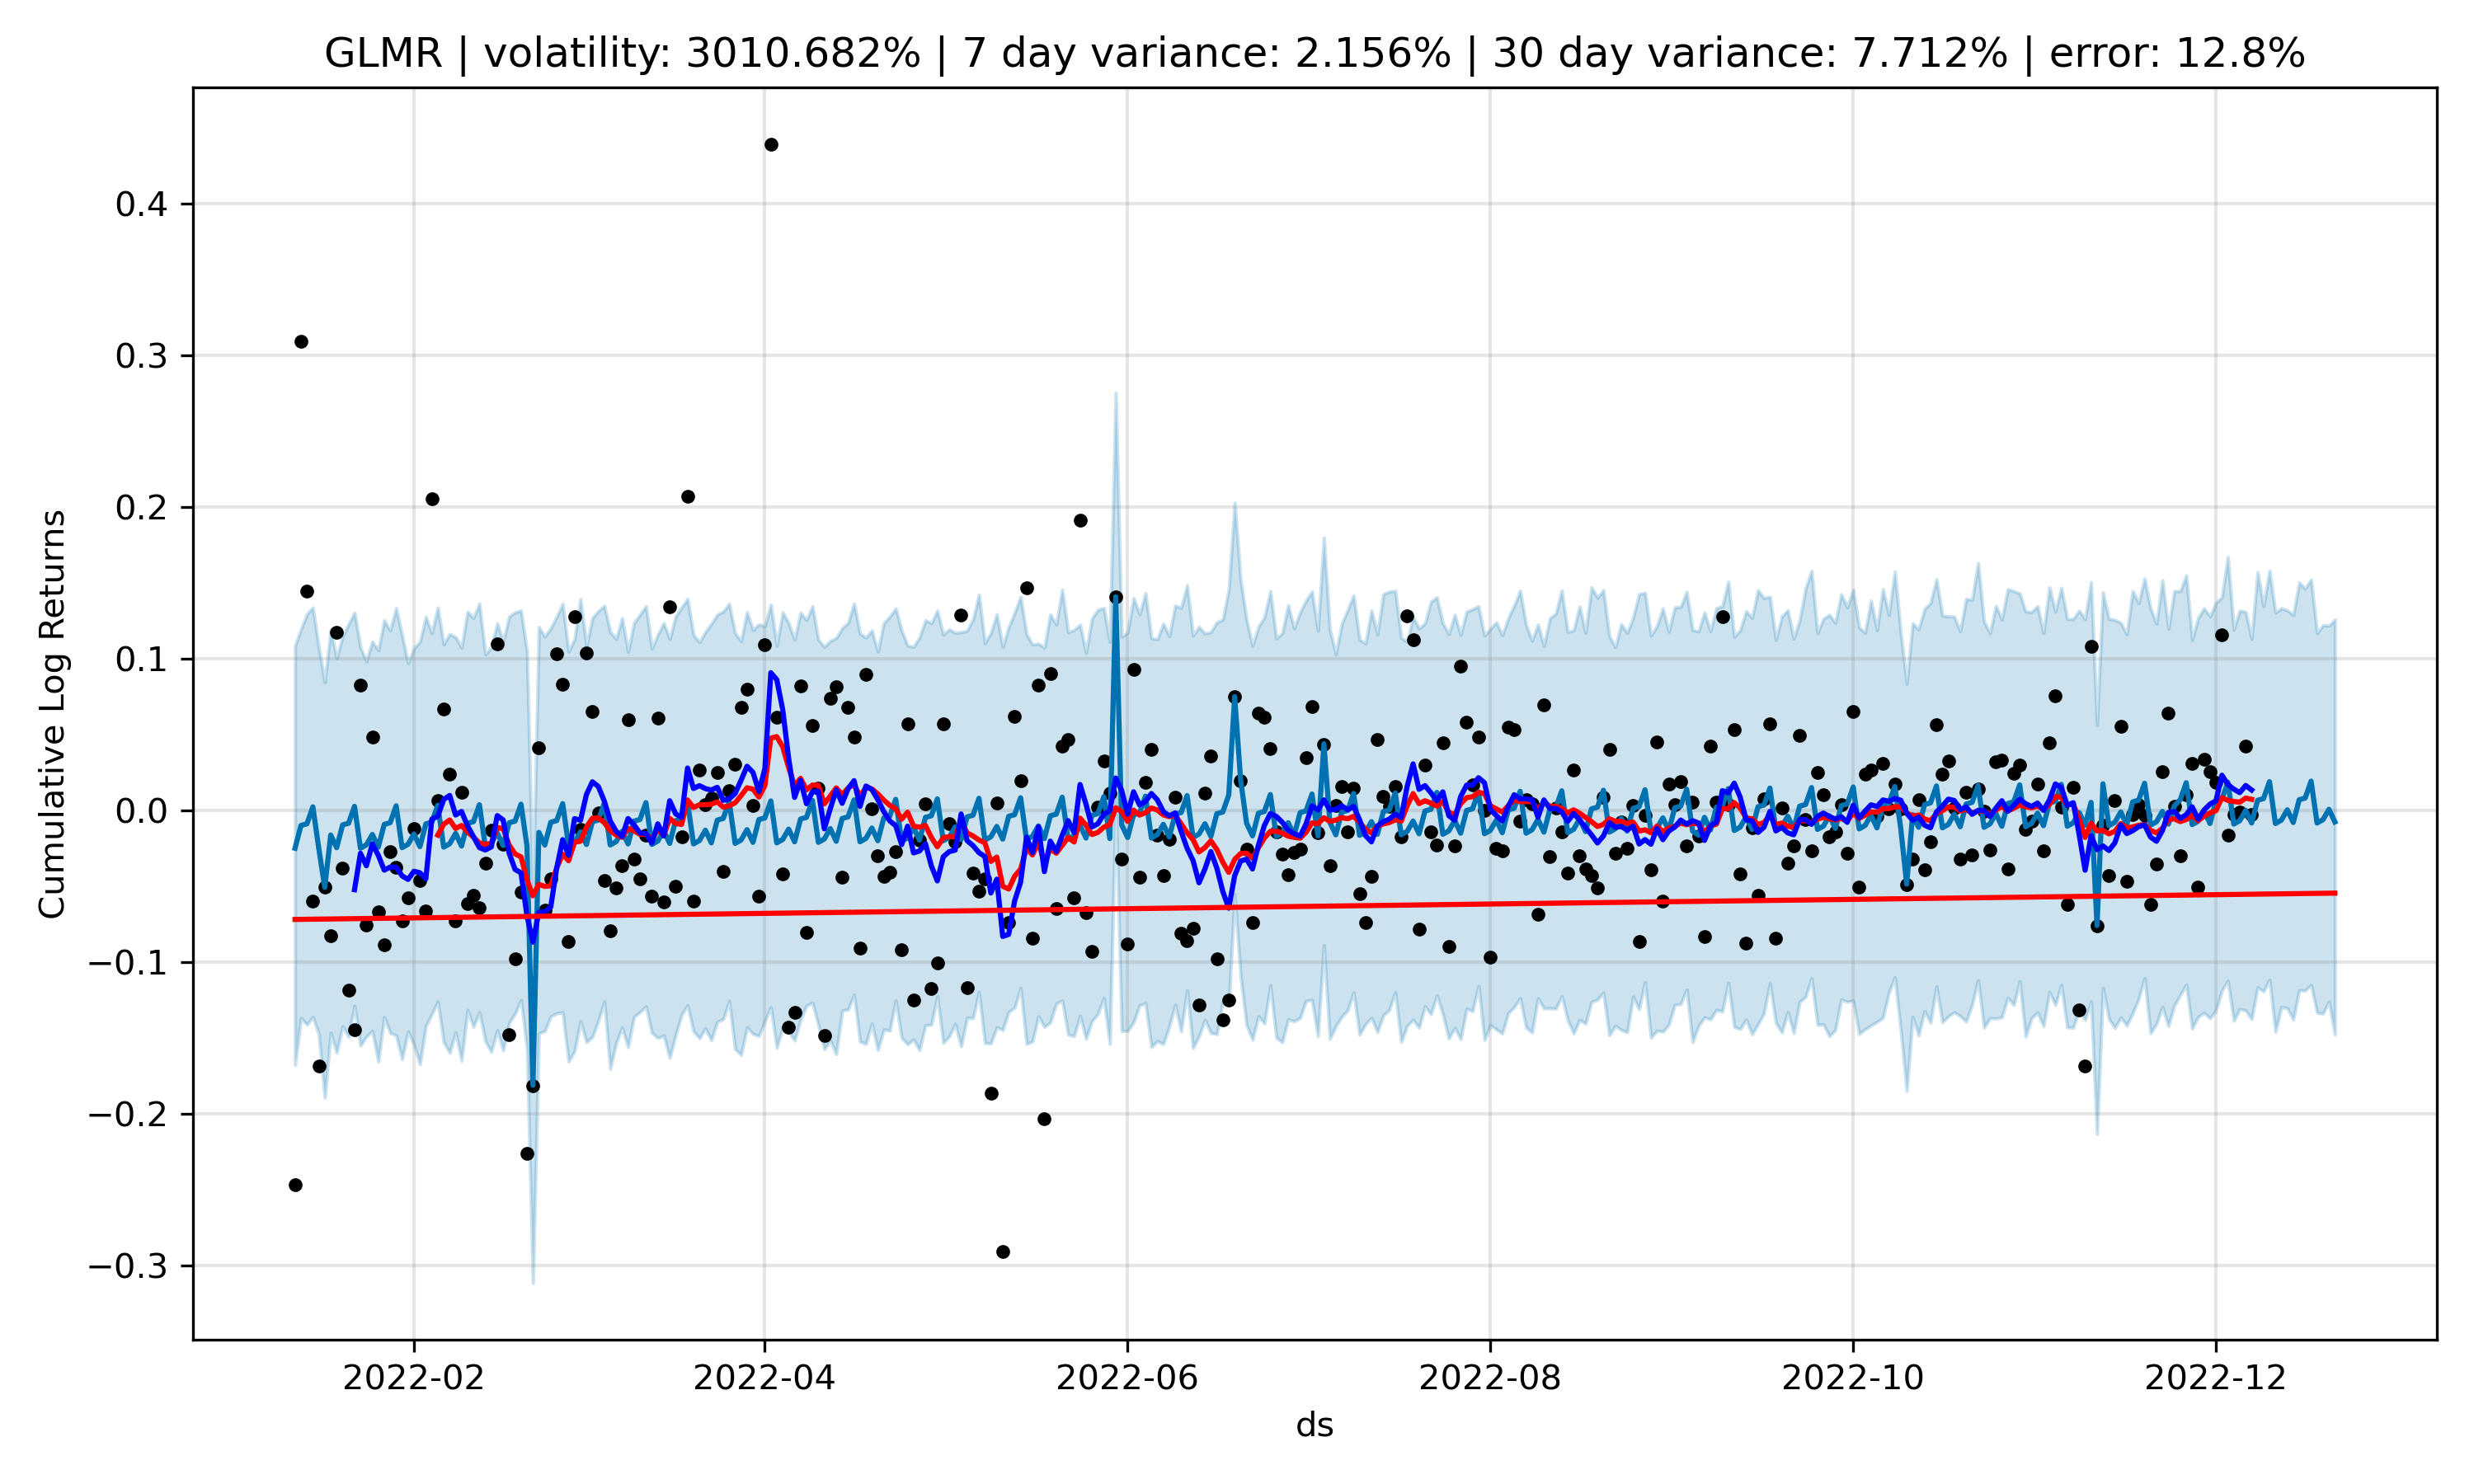 GLMR | volatility: 3010.682% | 7 day variance: 2.156% | 30 day variance: 7.712% | error: 12.8%
Cumulative Log Returns
0.4
0.3
0.2
0.1
0.0
−0.1
−0.2
−0.3
2022-02 2022-04 2022-06 2022-08 2022-10 2022-12
ds